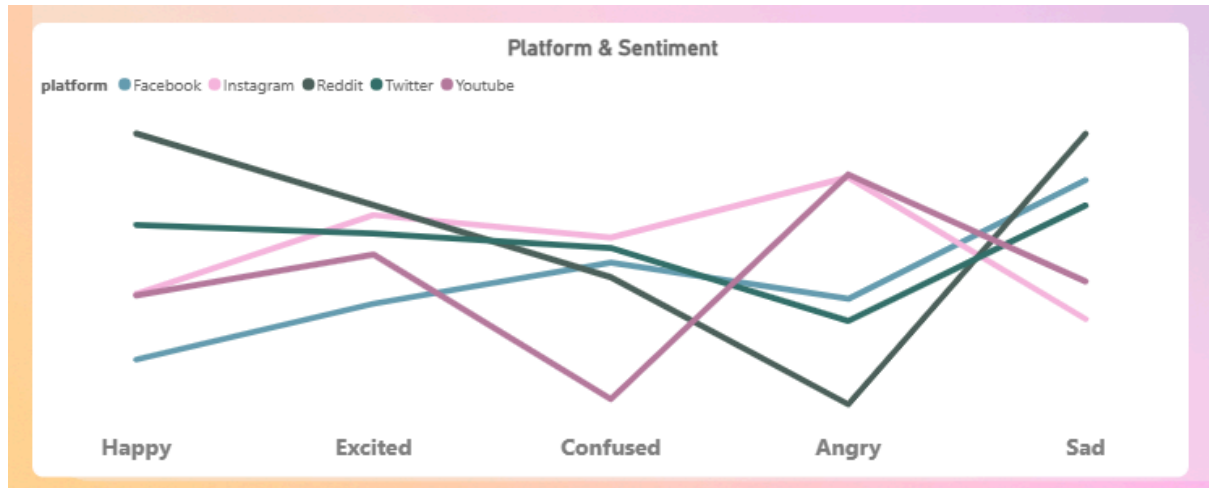 Platform & Sentiment
platform Facebook Instagram Reddit Twitter Youtube
Happy Excited Confused Angry Sad